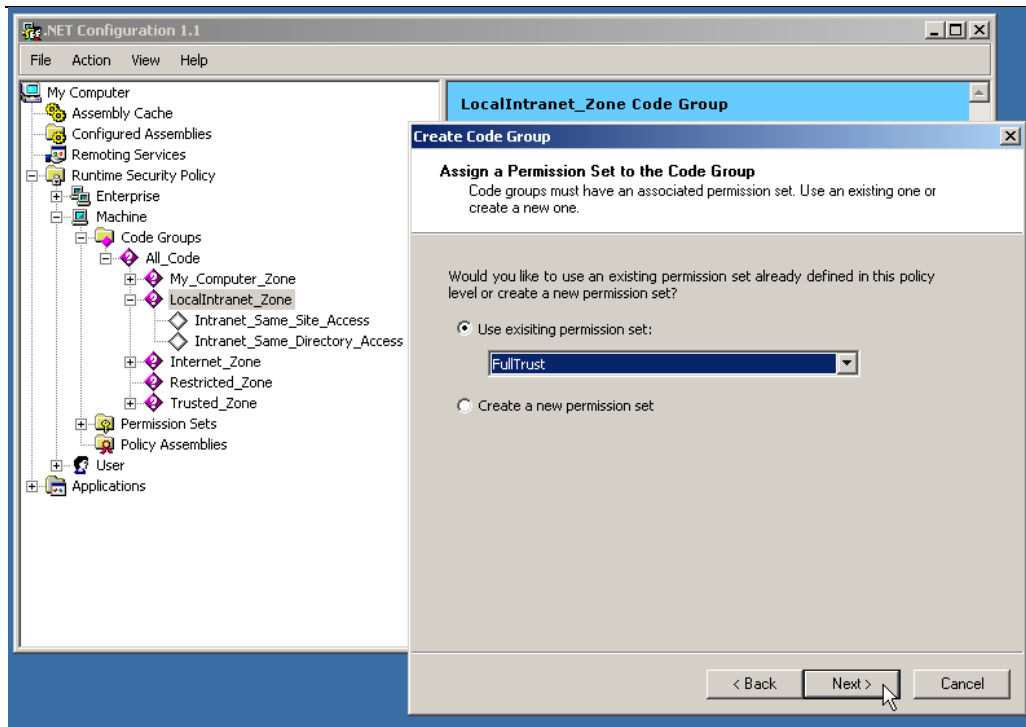 .NET Configuration 1.1
File Action View Help
My Computer
Assembly Cache
Configured Assemblies
Remoting Services
Runtime Security Policy
Enterprise
Machine
Code Groups
All_Code
My_Computer_Zone
LocalIntranet_Zone
Intranet_Same_Site_Access
Intranet_Same_Directory_Access
Internet_Zone
Restricted_Zone
Trusted_Zone
Permission Sets
Policy Assemblies
User
Applications
LocalIntranet_Zone Code Group
Create Code Group
Assign a Permission Set to the Code Group
Code groups must have an associated permission set. Use an existing one or
create a new one.
Would you like to use an existing permission set already defined in this policy
level or create a new permission set?
Use exisiting permission set:
FullTrust
Create a new permission set
< Back Next > Cancel